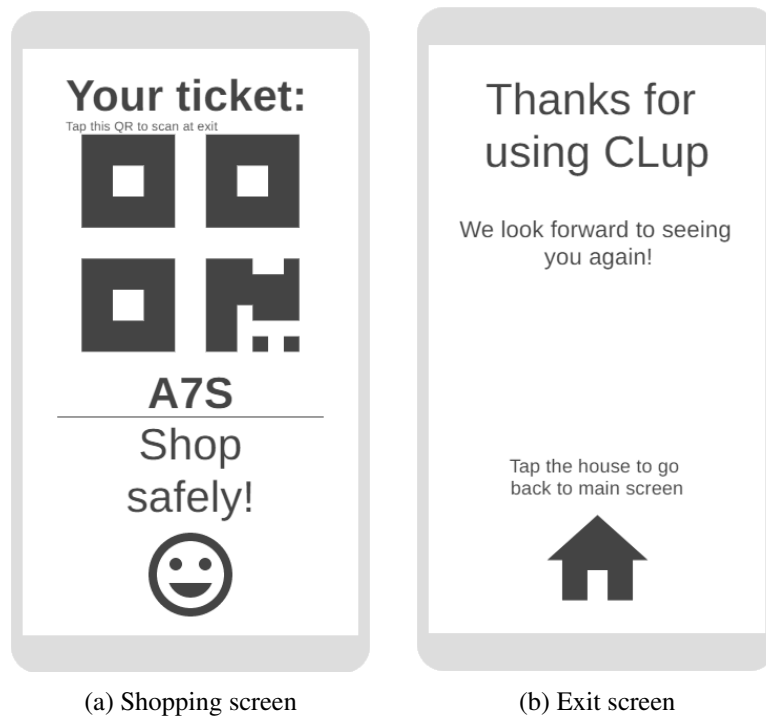 Your ticket:
Tap this QR to scan at exit
A7S
Shop
safely!
(a) Shopping screen
Thanks for
using CLup
We look forward to seeing
you again!
Tap the house to go
back to main screen
(b) Exit screen